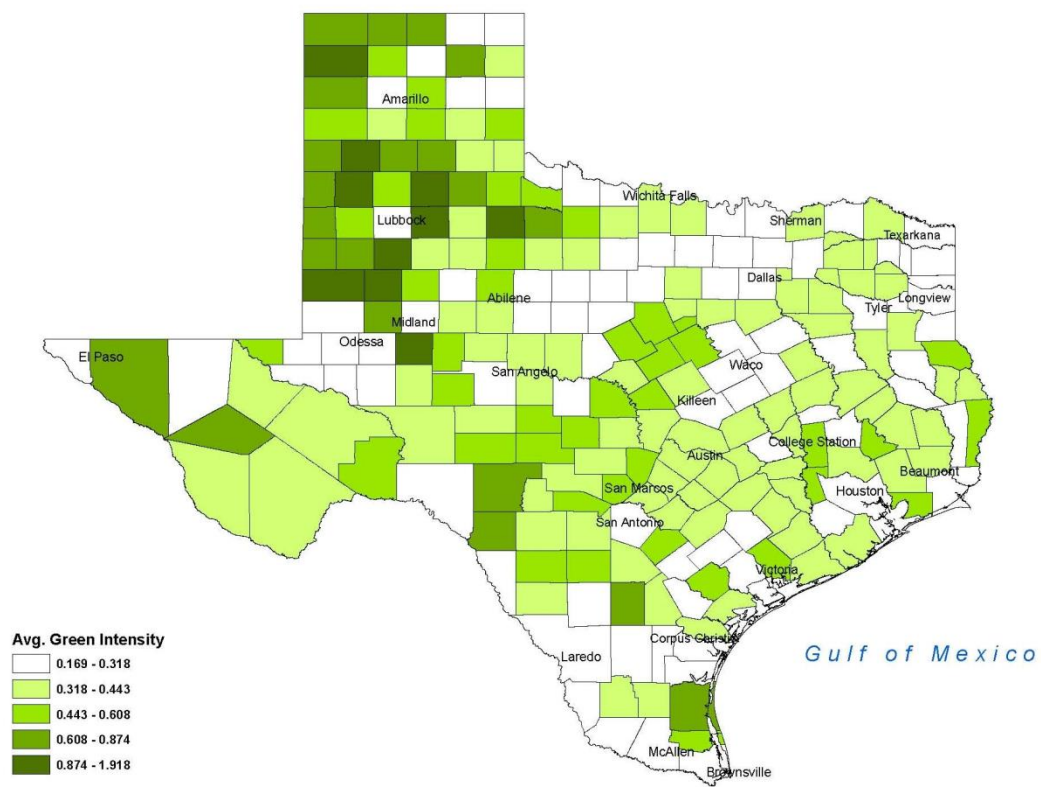 Amarillo
Wichita Falls
Lubbock
Sherman
Texarkana
Dallas
Abilene
Longview
Tyler
Midland
Odessa
El Paso
Waco
San Angelo
Killeen
College Station
Austin
Beaumont
San Marcos
Houston
San Antonio
Victoria
Corpus Christi
Laredo
Gulf of Mexico
McAllen
Brownsville
Avg. Green Intensity
0.169 - 0.318
0.318 - 0.443
0.443 - 0.608
0.608 - 0.874
0.874 - 1.918